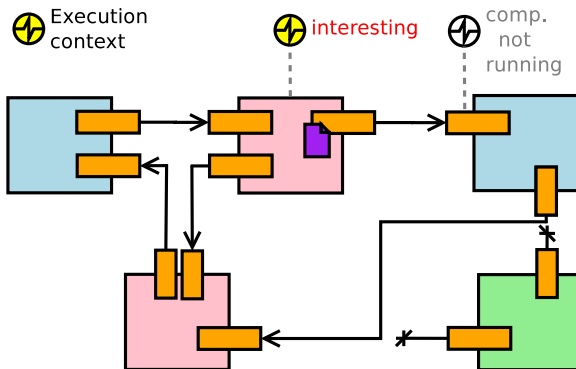 Execution
context
interesting
comp.
not
running